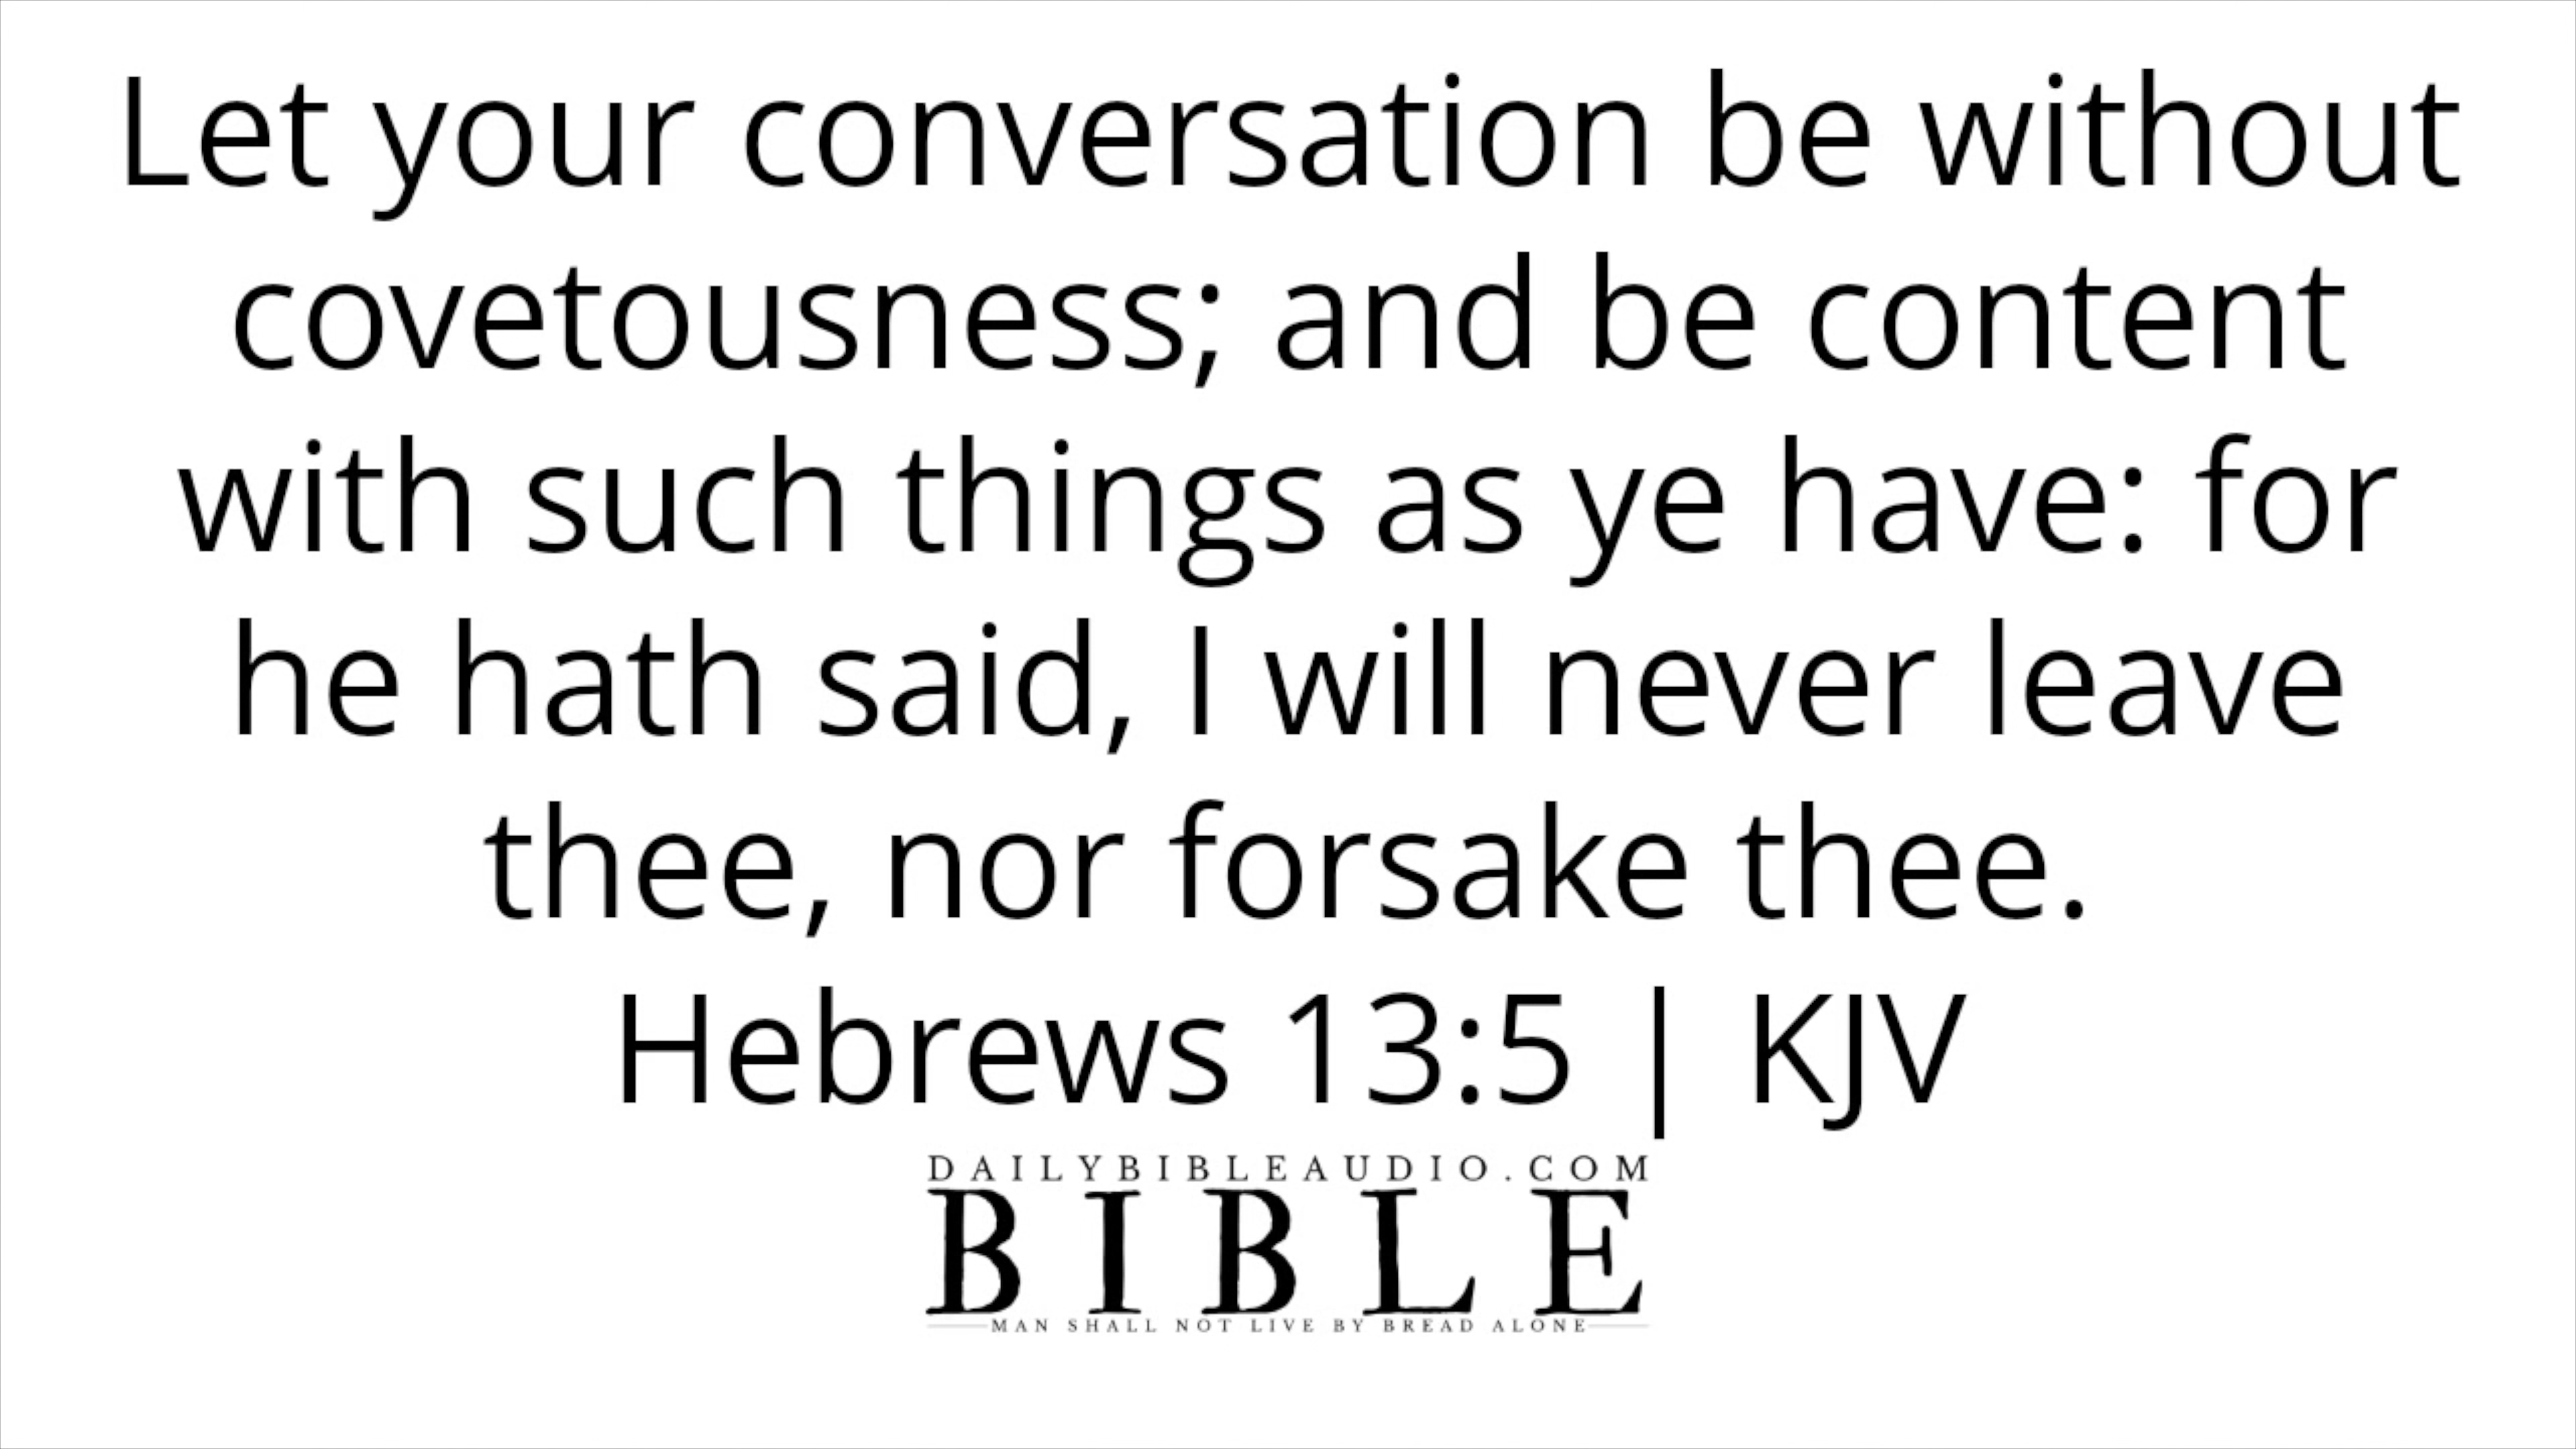 Let your conversation be without
covetousness; and be content
with such things as ye have: for
he hath said, I will never leave
thee, nor forsake thee.
Hebrews 13:5 | KJV
DAILYBIBLEAUDIO.COM
BIBLE
MAN SHALL NOT LIVE BY BREAD ALONE